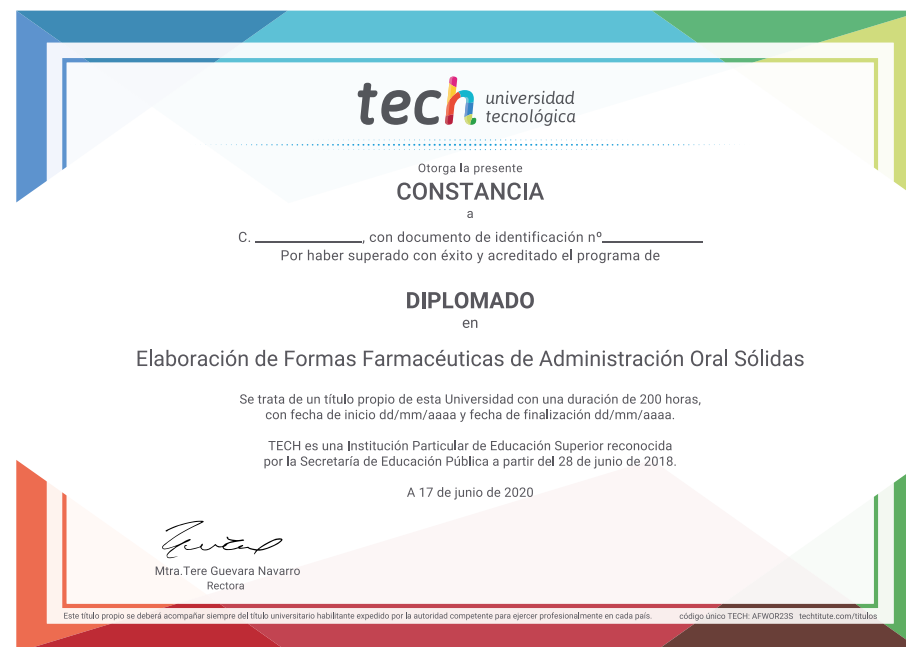 tech universidad
tecnológica
Otorga la presente
CONSTANCIA
a
C. ____________, con documento de identificación nº____________
Por haber superado con éxito y acreditado el programa de
DIPLOMADO
en
Elaboración de Formas Farmacéuticas de Administración Oral Sólidas
Se trata de un título propio de esta Universidad con una duración de 200 horas,
con fecha de inicio dd/mm/aaaa y fecha de finalización dd/mm/aaaa.
TECH es una Institución Particular de Educación Superior reconocida
por la Secretaría de Educación Pública a partir del 28 de junio de 2018.
A 17 de junio de 2020
Mtra.Tere Guevara Navarro
Rectora
Este título propio se deberá acompañar siempre del título universitario habilitante expedido por la autoridad competente para ejercer profesionalmente en cada país. código único TECH: AFWOR23S techtitute.com/titulos